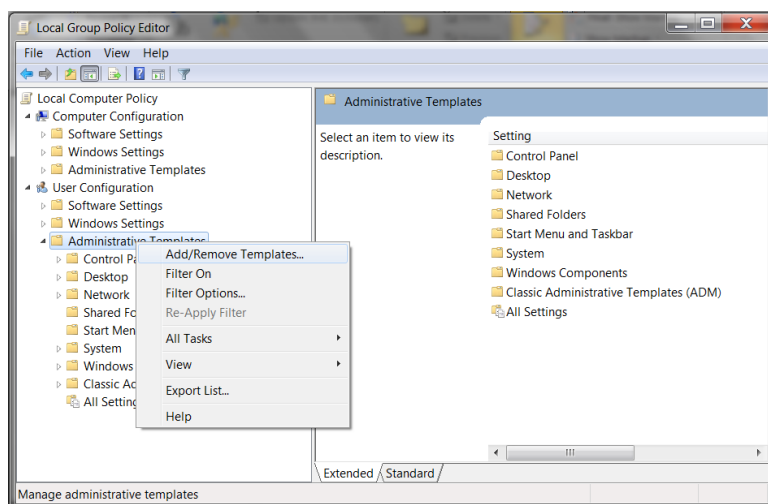 Local Group Policy Editor
File Action View Help
Local Computer Policy
Computer Configuration
Software Settings
Windows Settings
Administrative Templates
User Configuration
Software Settings
Windows Settings
Administrative Templates
Control Pa
Desktop
Network
Shared Fo
Start Men
System
Windows
Classic Ad
All Setting
Add/Remove Templates...
Filter On
Filter Options...
Re-Apply Filter
All Tasks
View
Export List...
Help
Administrative Templates
Select an item to view its
description.
Setting
Control Panel
Desktop
Network
Shared Folders
Start Menu and Taskbar
System
Windows Components
Classic Administrative Templates (ADM)
All Settings
Extended Standard
Manage administrative templates